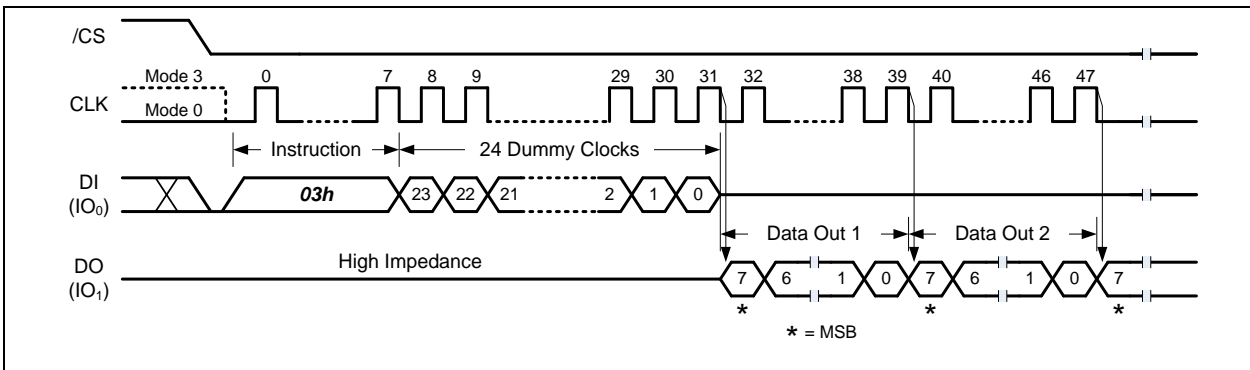 /CS
Mode 3 0 7 8 9 29 30 31 32 38 39 40 46 47
CLK
Mode 0
Instruction 24 Dummy Clocks
DI
(IO0)
03h 23 22 21 2 1 0
Data Out 1 Data Out 2
DO
(IO1)
High Impedance
7 6 1 0 7 6 1 0 7
* * *
* = MSB